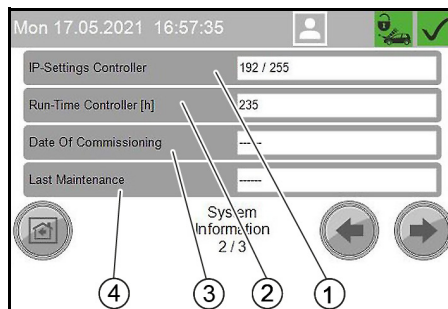 Mon 17.05.2021 16:57:35
IP-Settings Controller 192 / 255
Run-Time Controller [h] 235
Date Of Commissioning ------
Last Maintenance ------
System
Information
2 / 3
4 3 2 1